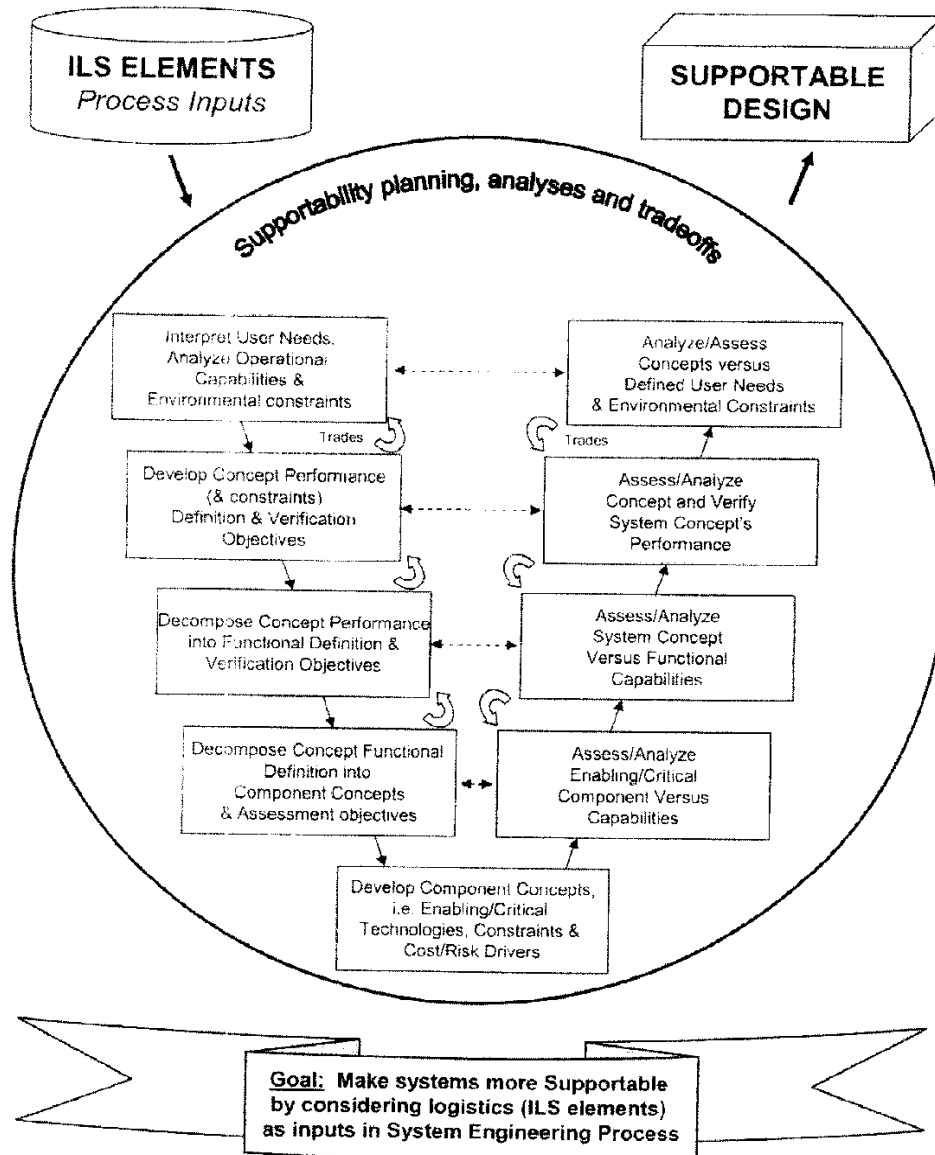 ILS ELEMENTS
Process Inputs
SUPPORTABLE
DESIGN
Supportability planning, analyses and tradeoffs
Interpret User Needs,
Analyze Operational
Capabilities &
Environmental constraints
Analyze/Assess
Concepts versus
Defined User Needs
& Environmental Constraints
Trades
Trades
Develop Concept Performance
(& constraints)
Definition & Verification
Objectives
Assess/Analyze
Concept and Verify
System Concept's
Performance
Decompose Concept Performance
into Functional Definition &
Verification Objectives
Assess/Analyze
System Concept
Versus Functional
Capabilities
Decompose Concept Functional
Definition into
Component Concepts
& Assessment objectives
Assess/Analyze
Enabling/Critical
Component Versus
Capabilities
Develop Component Concepts,
i.e. Enabling/Critical
Technologies, Constraints &
Cost/Risk Drivers
Goal: Make systems more Supportable
by considering logistics (ILS elements)
as inputs in System Engineering Process